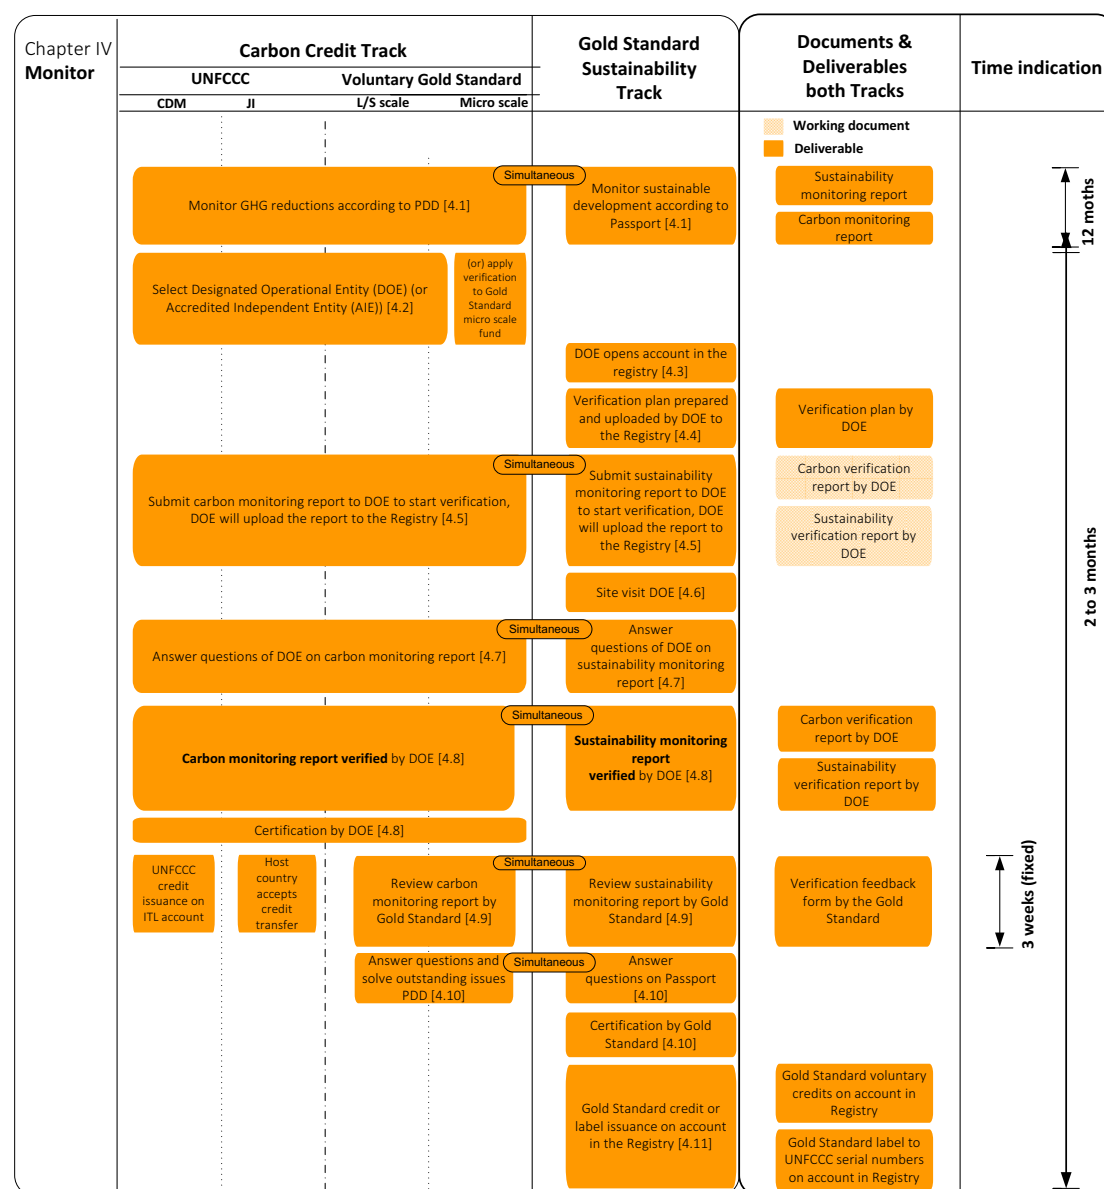 Chapter IV
Monitor
Carbon Credit Track
UNFCCC
Voluntary Gold Standard
CDM
JI
L/S scale
Micro scale
Gold Standard
Sustainability
Track
Documents &
Deliverables
both Tracks
Time indication
Working document
Deliverable
Simultaneous
Monitor GHG reductions according to PDD [4.1]
Monitor sustainable
development according to
Passport [4.1]
Sustainability
monitoring report
Carbon monitoring
report
12 moths
Select Designated Operational Entity (DOE) (or
Accredited Independent Entity (AIE)) [4.2]
(or) apply
verification
to Gold
Standard
micro scale
fund
DOE opens account in the
registry [4.3]
Verification plan prepared
and uploaded by DOE to
the Registry [4.4]
Verification plan by
DOE
Simultaneous
Submit carbon monitoring report to DOE to start verification,
DOE will upload the report to the Registry [4.5]
Submit sustainability
monitoring report to DOE
to start verification, DOE
will upload the report to
the Registry [4.5]
Carbon verification
report by DOE
Sustainability
verification report by
DOE
Site visit DOE [4.6]
2 to 3 months
Simultaneous
Answer questions of DOE on carbon monitoring report [4.7]
Answer
questions of DOE on
sustainability monitoring
report [4.7]
Simultaneous
Carbon monitoring report verified by DOE [4.8]
Sustainability monitoring
report
verified by DOE [4.8]
Carbon verification
report by DOE
Sustainability
verification report by
DOE
Certification by DOE [4.8]
Simultaneous
UNFCCC
credit
issuance on
ITL account
Host
country
accepts
credit
transfer
Review carbon
monitoring report by
Gold Standard [4.9]
Review sustainability
monitoring report by Gold
Standard [4.9]
Verification feedback
form by the Gold
Standard
3 weeks (fixed)
Simultaneous
Answer questions and
solve outstanding issues
PDD [4.10]
Answer
questions on Passport
[4.10]
Certification by Gold
Standard [4.10]
Gold Standard credit or
label issuance on account
in the Registry [4.11]
Gold Standard voluntary
credits on account in
Registry
Gold Standard label to
UNFCCC serial numbers
on account in Registry